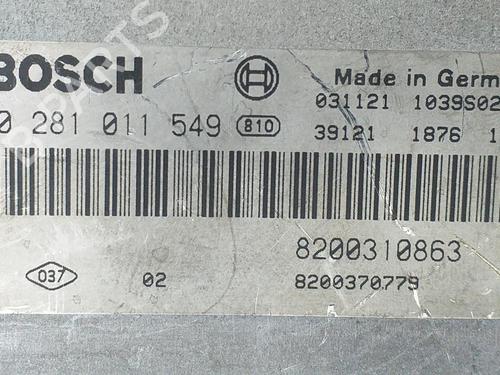 BOSCH
Made in Germ
0 281 011 549 810
031121 1039S02
39121 1876 1
8200310863
037 02 8200370779